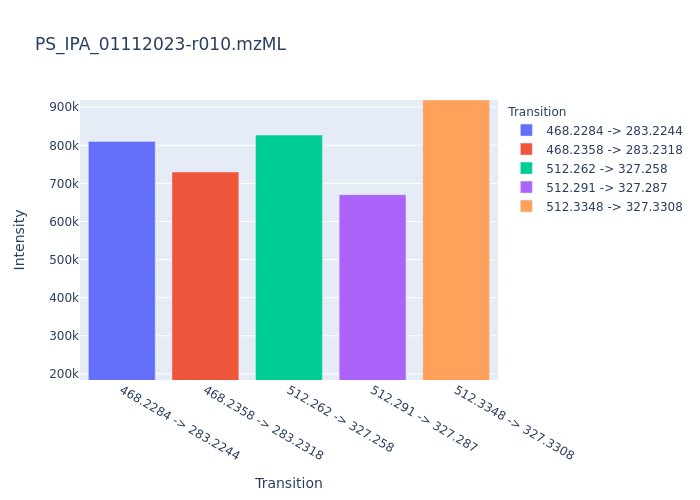 PS_IPA_01112023-r010.mzML
Intensity
900k
800k
700k
600k
500k
400k
300k
200k
468.2284 -> 283.2244
468.2358 -> 283.2318
512.262 -> 327.258
512.291 -> 327.287
512.3348 -> 327.3308
Transition
Transition
468.2284 -> 283.2244
468.2358 -> 283.2318
512.262 -> 327.258
512.291 -> 327.287
512.3348 -> 327.3308